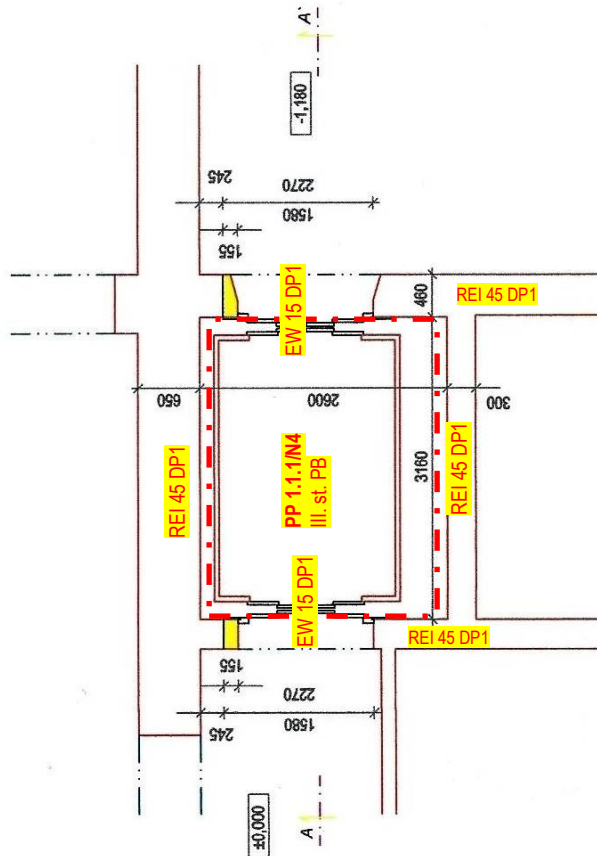 A`
-1,180
245
2270
1580
155
EW 15 DP1
460
REI 45 DP1
650
2600
300
REI 45 DP1
PP 1.1.1/N4
III. st. PB
3160
REI 45 DP1
EW 15 DP1
REI 45 DP1
155
2270
1580
245
±0,000
A